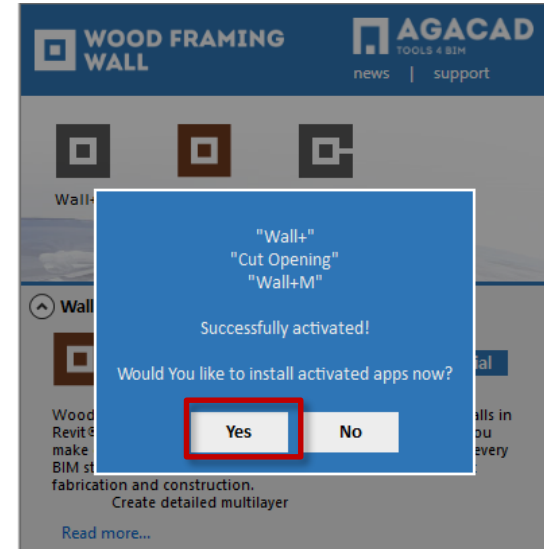 WOOD FRAMING
WALL
AGACAD
TOOLS 4 BIM
news | support
Wall+
"Wall+"
"Cut Opening"
"Wall+M"
Successfully activated!
Would You like to install activated apps now?
Yes No
Wall
ial
Wood
alls in
Revit®
ou
make
every
BIM st
fabrication and construction.
Create detailed multilayer
Read more...